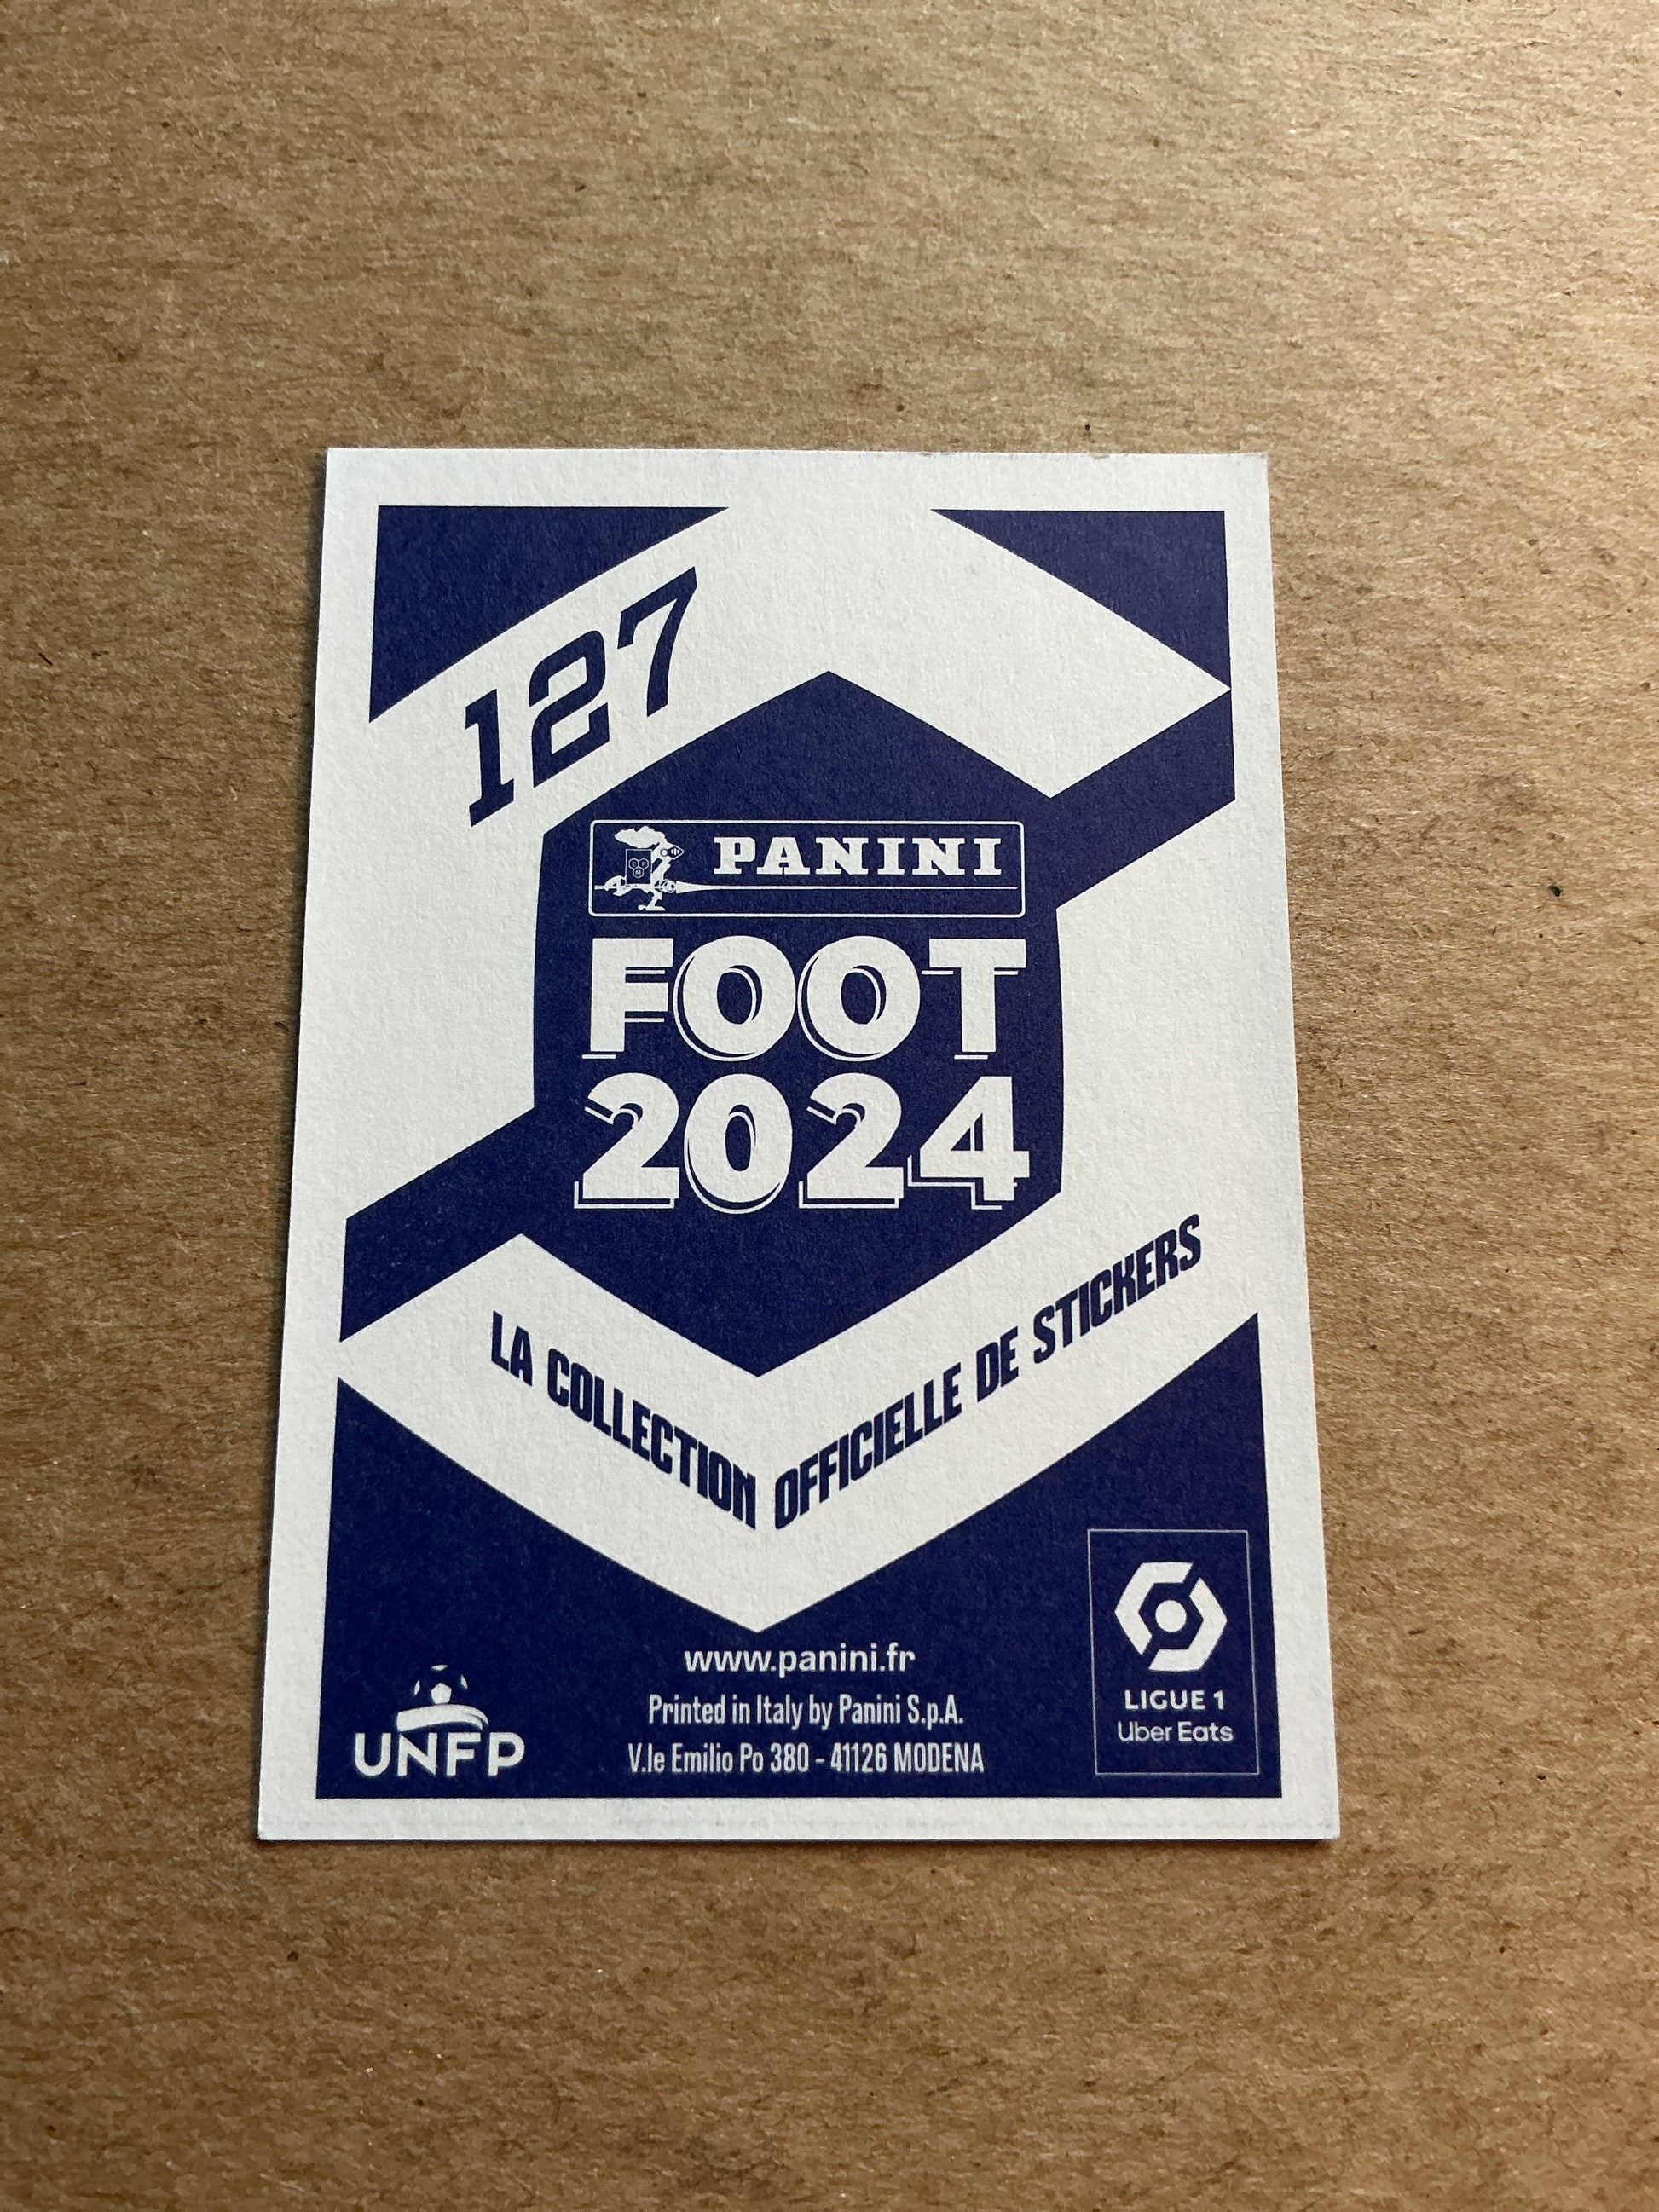 127
PANINI
FOOT
2024
LA COLLECTION OFFICIELLE DE STICKERS
www.panini.fr
Printed in Italy by Panini S.p.A.
V.le Emilio Po 380 - 41126 MODENA
UNFP
LIGUE 1
Uber Eats